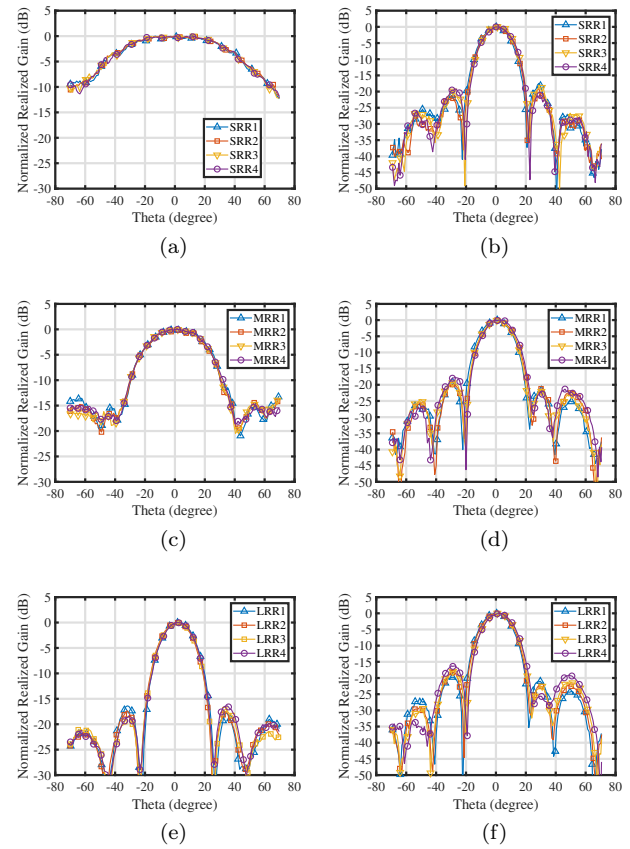 Normalized Realized Gain (dB)
5
0
-5
-10
-15
-20
-25
-30
SRR1
SRR2
SRR3
SRR4
-80 -60 -40 -20 0 20 40 60 80
Theta (degree)
(a)
Normalized Realized Gain (dB)
5
0
-5
-10
-15
-20
-25
-30
-35
-40
-45
-50
SRR1
SRR2
SRR3
SRR4
-80 -60 -40 -20 0 20 40 60 80
Theta (degree)
(b)
Normalized Realized Gain (dB)
5
0
-5
-10
-15
-20
-25
-30
MRR1
MRR2
MRR3
MRR4
-80 -60 -40 -20 0 20 40 60 80
Theta (degree)
(c)
Normalized Realized Gain (dB)
5
0
-5
-10
-15
-20
-25
-30
-35
-40
-45
-50
MRR1
MRR2
MRR3
MRR4
-80 -60 -40 -20 0 20 40 60 80
Theta (degree)
(d)
Normalized Realized Gain (dB)
5
0
-5
-10
-15
-20
-25
-30
LRR1
LRR2
LRR3
LRR4
-80 -60 -40 -20 0 20 40 60 80
Theta (degree)
(e)
Normalized Realized Gain (dB)
5
0
-5
-10
-15
-20
-25
-30
-35
-40
-45
-50
LRR1
LRR2
LRR3
LRR4
-80 -60 -40 -20 0 20 40 60 80
Theta (degree)
(f)